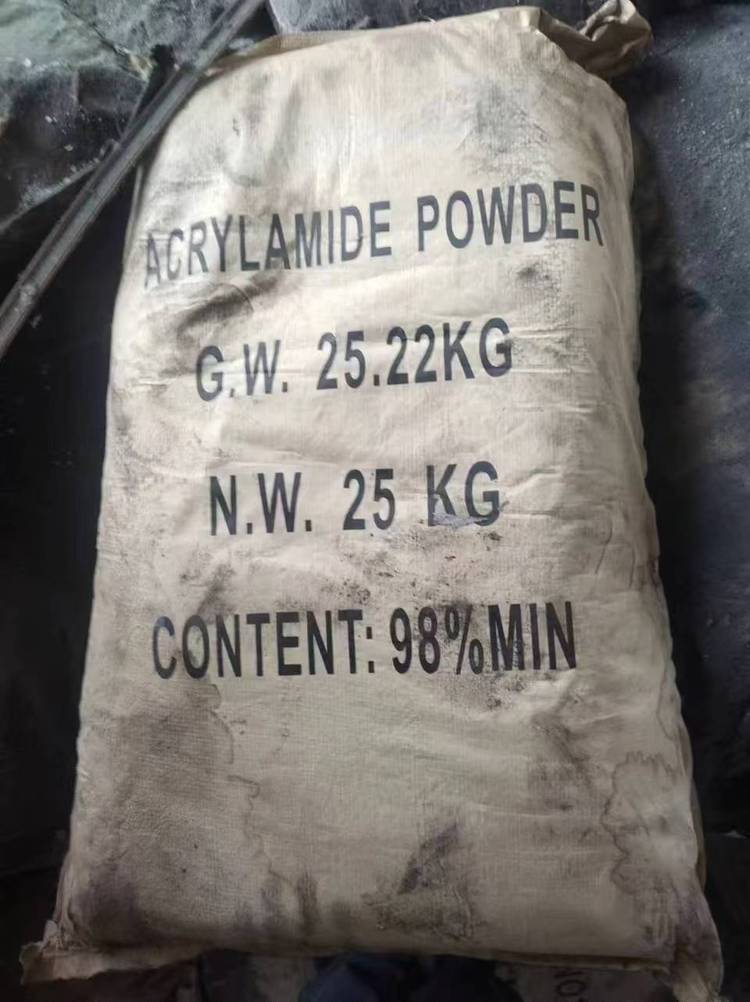 ACRYLAMIDE POWDER
G.W. 25.22KG
N.W. 25 KG
CONTENT: 98%MIN